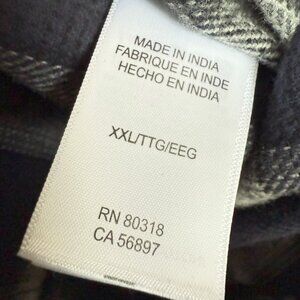 MADE IN INDIA
FABRIQUE EN INDE
HECHO EN INDIA
XXL/TTG/EEG
RN 80318
CA 56897